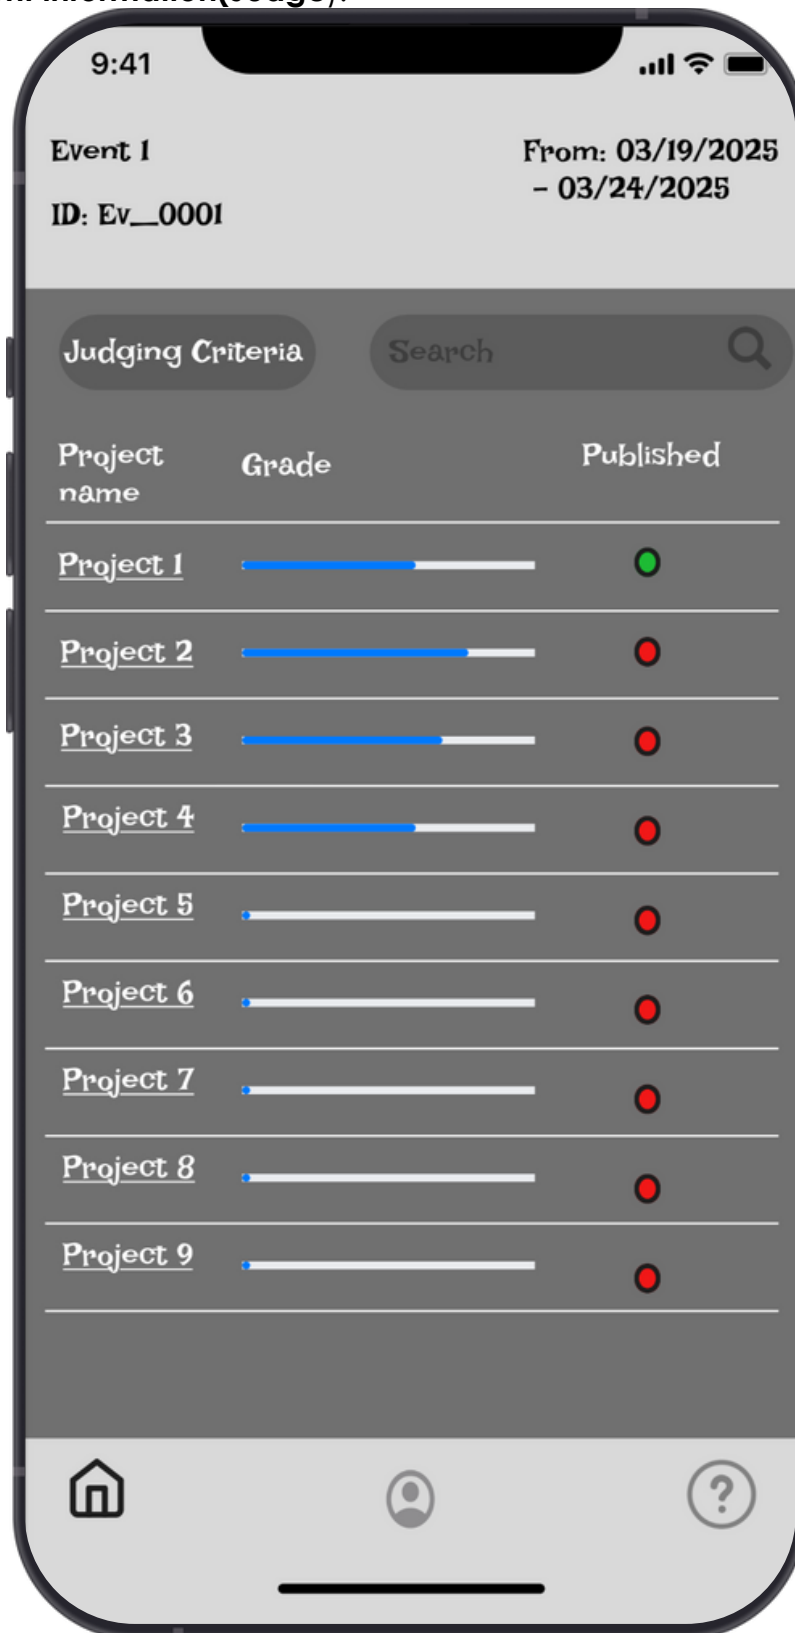 9:41
Event 1
From: 03/19/2025
- 03/24/2025
ID: Ev__0001
Judging Criteria
Search
Project
name
Grade
Published
Project 1
Project 2
Project 3
Project 4
Project 5
Project 6
Project 7
Project 8
Project 9
?